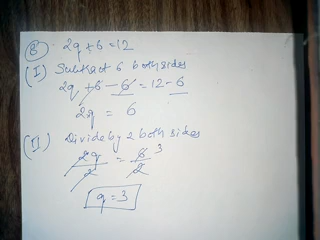 (B) 2q + 6 = 12
(I) Subtract 6 both sides
2q + 6 - 6 = 12 - 6
2q = 6
(II) Divide by 2 both sides
2q/2 = 6/2 3
q = 3